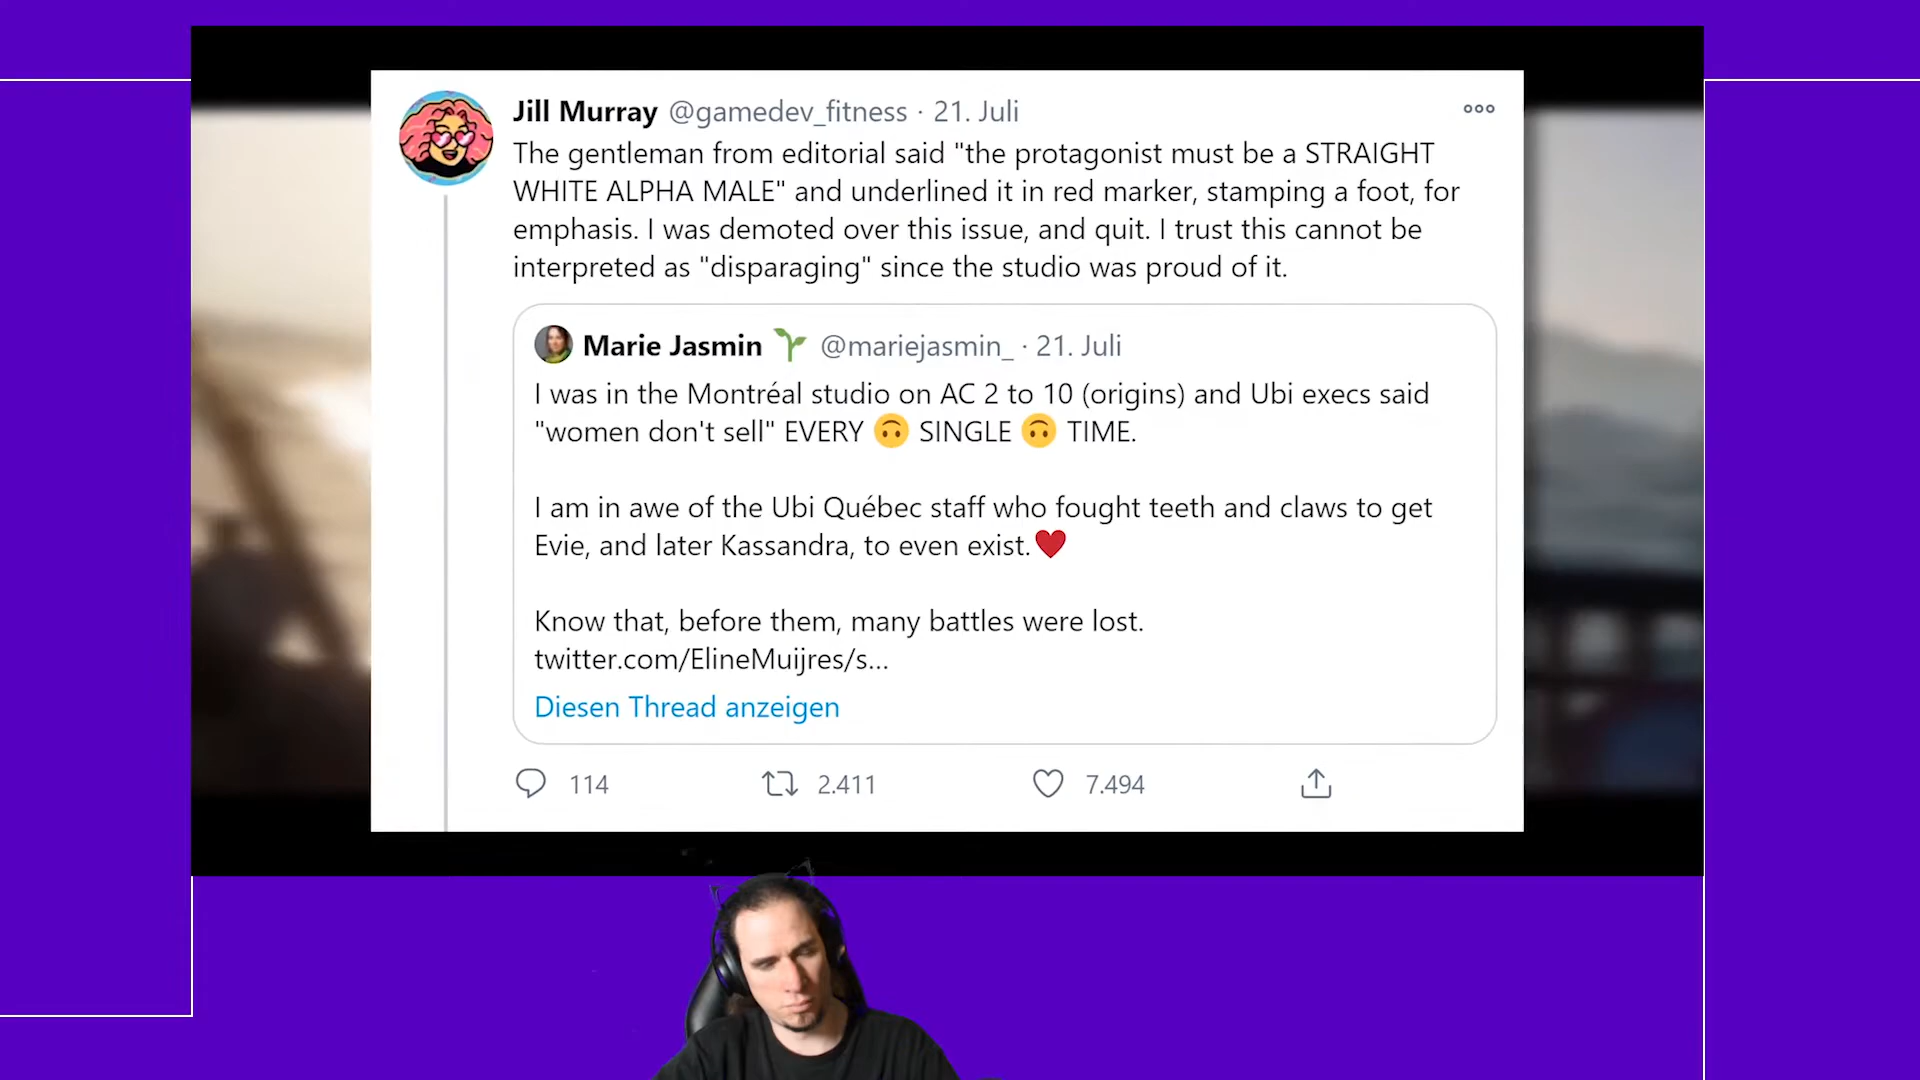 Jill Murray @gamedev_fitness · 21. Juli
The gentleman from editorial said "the protagonist must be a STRAIGHT
WHITE ALPHA MALE" and underlined it in red marker, stamping a foot, for
emphasis. I was demoted over this issue, and quit. I trust this cannot be
interpreted as "disparaging" since the studio was proud of it.
Marie Jasmin 🌱 @mariejasmin_ · 21. Juli
I was in the Montréal studio on AC 2 to 10 (origins) and Ubi execs said
"women don't sell" EVERY 🙃 SINGLE 🙃 TIME.
I am in awe of the Ubi Québec staff who fought teeth and claws to get
Evie, and later Kassandra, to even exist.❤️
Know that, before them, many battles were lost.
twitter.com/ElineMuijres/s...
Diesen Thread anzeigen
114 2.411 7.494